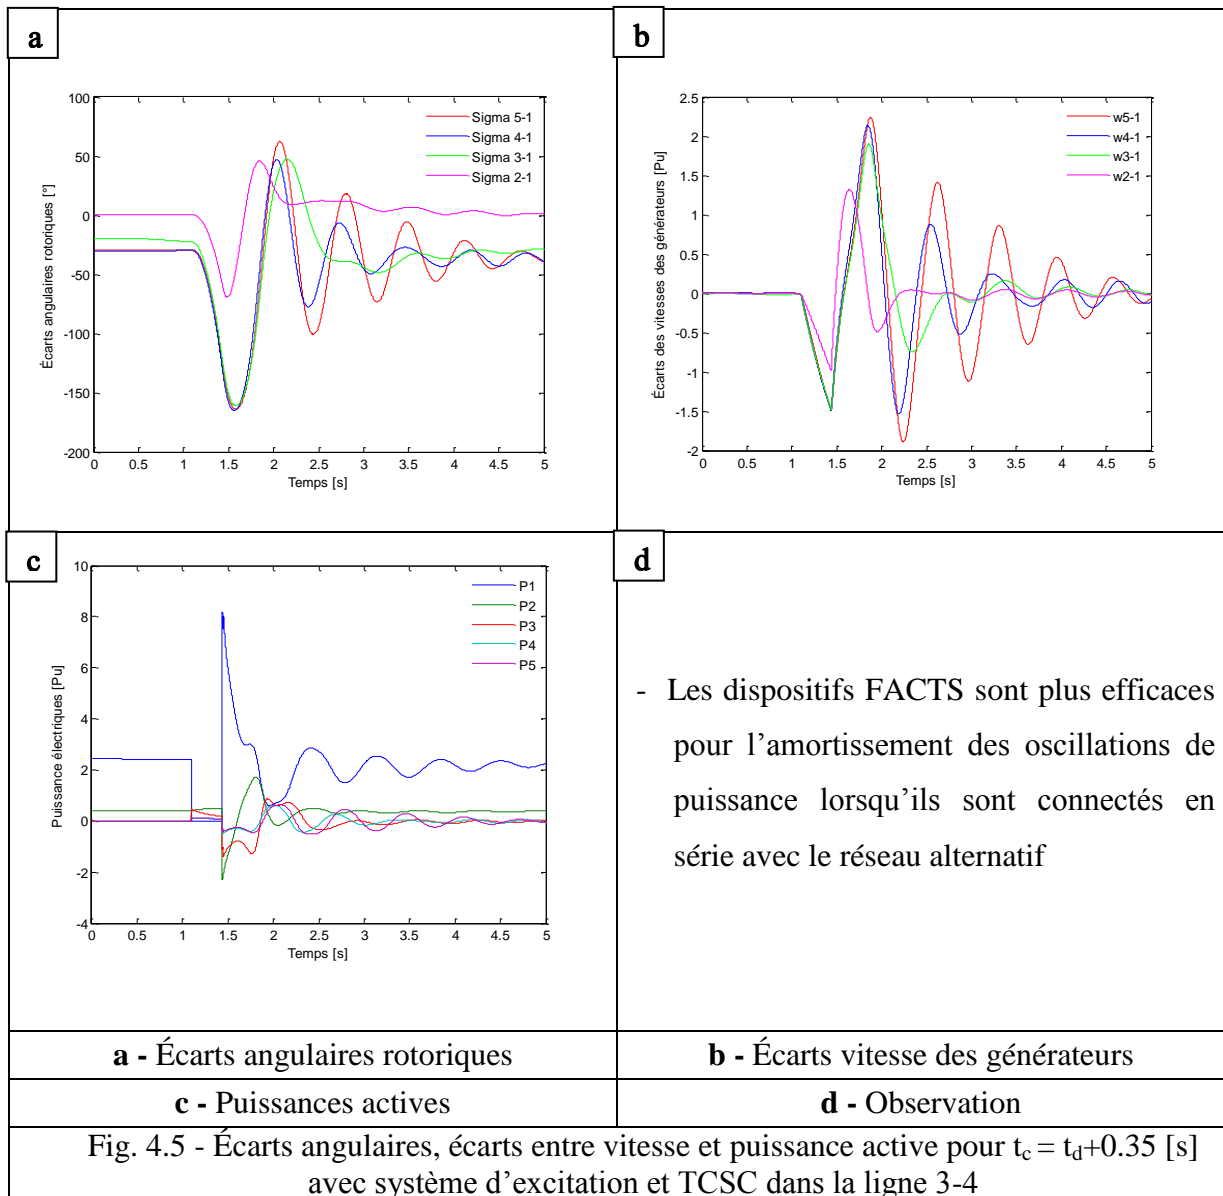 a
100
50
0
-50
-100
-150
-200
0 0.5 1 1.5 2 2.5 3 3.5 4 4.5 5
Temps [s]
Écarts angulaires rotoriques [°]
Sigma 5-1
Sigma 4-1
Sigma 3-1
Sigma 2-1
b
2.5
2
1.5
1
0.5
0
-0.5
-1
-1.5
-2
0 0.5 1 1.5 2 2.5 3 3.5 4 4.5 5
Temps [s]
Écarts des vitesses des générateurs [Pu]
w5-1
w4-1
w3-1
w2-1
c
10
8
6
4
2
0
-2
-4
0 0.5 1 1.5 2 2.5 3 3.5 4 4.5 5
Temps [s]
Puissance électriques [Pu]
P1
P2
P3
P4
P5
d
- Les dispositifs FACTS sont plus efficaces
pour l’amortissement des oscillations de
puissance lorsqu’ils sont connectés en
série avec le réseau alternatif
a - Écarts angulaires rotoriques
b - Écarts vitesse des générateurs
c - Puissances actives
d - Observation
Fig. 4.5 - Écarts angulaires, écarts entre vitesse et puissance active pour tc = td+0.35 [s]
avec système d’excitation et TCSC dans la ligne 3-4